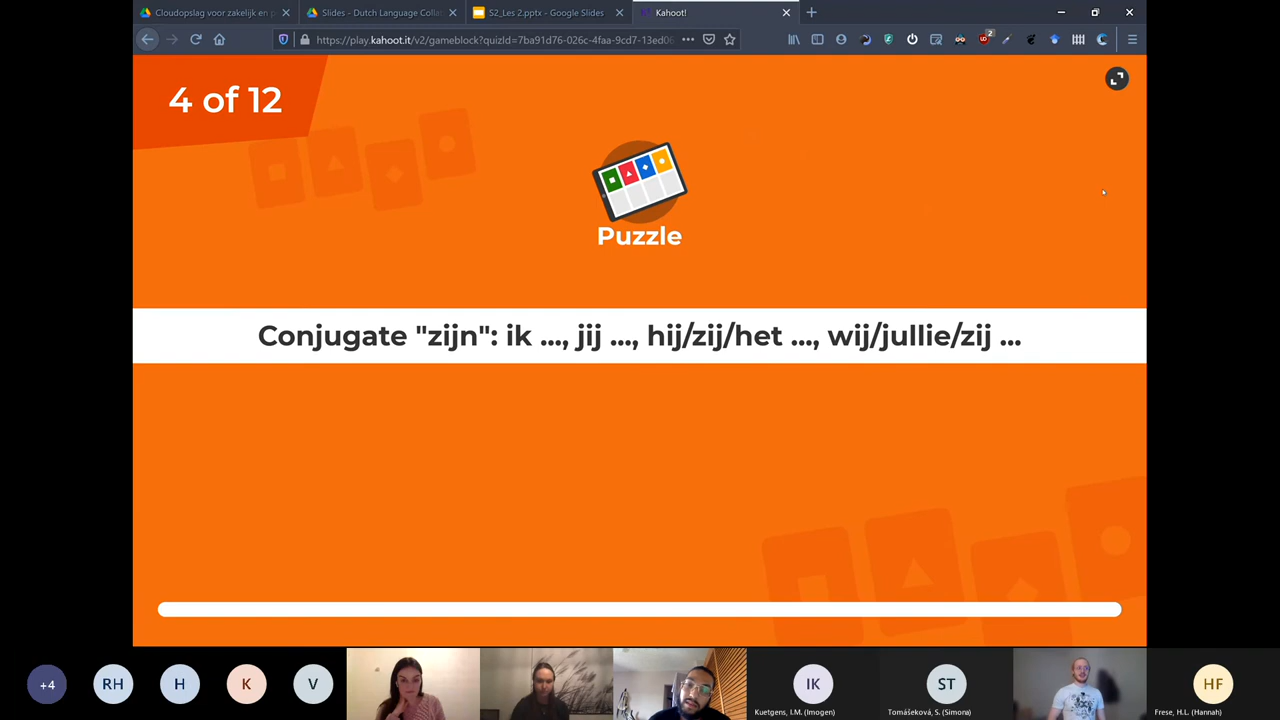 Cloudopslag voor zakelijk en p
Slides - Dutch Language Colla
S2_Les 2.pptx - Google Slides
Kahoot!
https://play.kahoot.it/v2/gameblock?quizId=7ba91d76-026c-4faa-9cd7-13ed06
2
4 of 12
Puzzle
Conjugate "zijn": ik ..., jij ..., hij/zij/het ..., wij/jullie/zij ...
+4
RH
H
K
V
IK
Kuetgens, I.M. (Imogen)
ST
Tomášeková, S. (Simona)
HF
Frese, H.L. (Hannah)